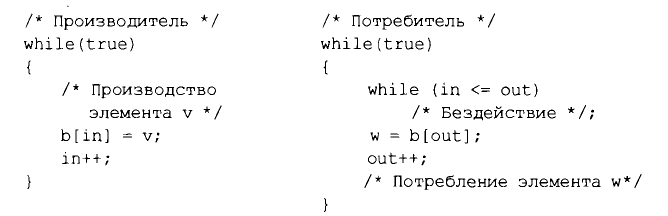 /* Производитель */
while(true)
{
/* Производство
элемента v */
b[in] = v;
in++;
}
/* Потребитель */
while(true)
{
while (in <= out)
/* Бездействие */;
w = b[out];
out++;
/* Потребление элемента w*/
}